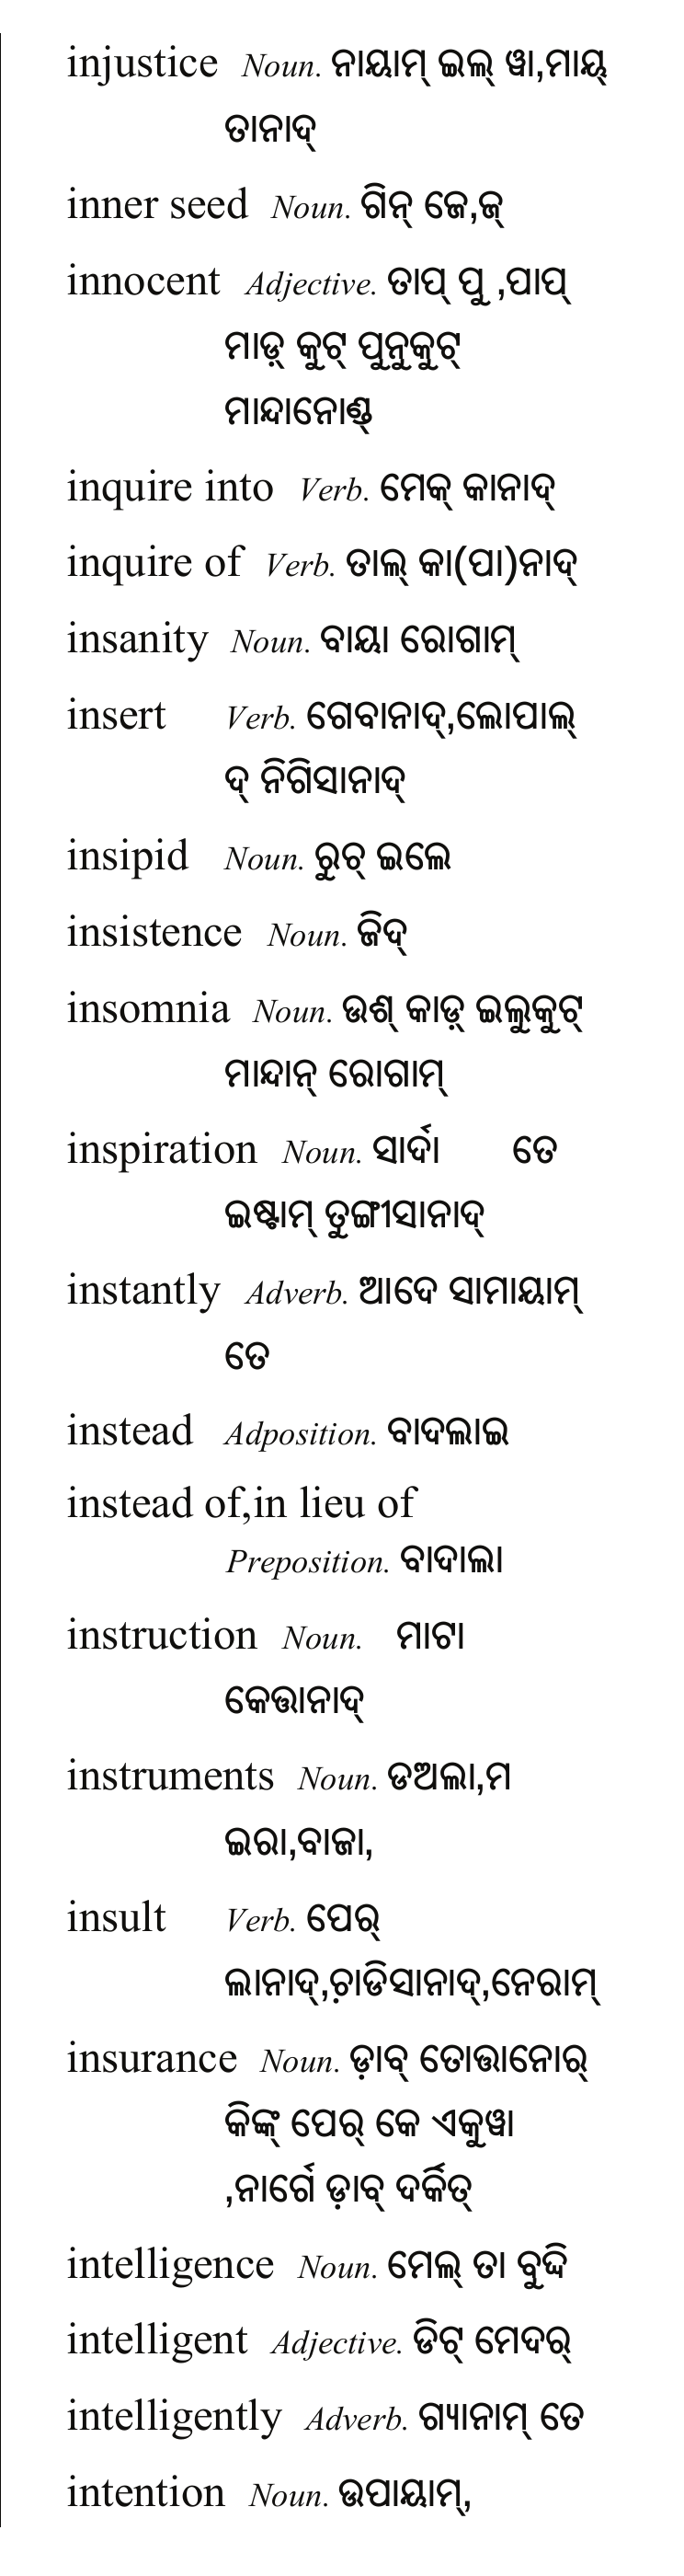 injustice Noun. ନାୟାମ୍ ଇଲ୍ ୱା,ମାୟ୍
ତାନାଦ୍
inner seed Noun. ଗିନ୍ ଜେ,ଜ୍
innocent Adjective. ତାପ୍ ପୁ ,ପାପ୍
ମାଡ଼୍ କୁଟ୍ ପୁନୁକୁଟ୍
ମାନ୍ଦାନୋଣ୍ଡ୍
inquire into Verb. ମେକ୍ କାନାଦ୍
inquire of Verb. ତାଲ୍ କା(ପା)ନାଦ୍
insanity Noun. ବାୟା ରୋଗାମ୍
insert Verb. ଗେବାନାଦ୍,ଲୋପାଲ୍
ଦ୍ ନିଗିସାନାଦ୍
insipid Noun. ରୁଚ୍ ଇଲେ
insistence Noun. ଜିଦ୍
insomnia Noun. ଉଶ୍ କାଡ଼୍ ଇଲୁକୁଟ୍
ମାନ୍ଦାନ୍ ରୋଗାମ୍
inspiration Noun. ସାର୍ଦା ତେ
ଇଷ୍ଟାମ୍ ତୁଙ୍ଗୀସାନାଦ୍
instantly Adverb. ଆଦେ ସାମାୟାମ୍
ତେ
instead Adposition. ବାଦଲାଇ
instead of,in lieu of
Preposition. ବାଦାଲା
instruction Noun. ମାଟା
କେତ୍ତାନାଦ୍
instruments Noun. ଡଅଲା,ମ
ଇରା,ବାଜା,
insult Verb. ପେର୍
ଲାନାଦ୍,ଚ଼ାଡିସାନାଦ୍,ନେରାମ୍
insurance Noun. ଡ଼ାବ୍ ତୋତ୍ତାନୋର୍
କିଙ୍କ୍ ପେର୍ କେ ଏକୁୱା
,ନାର୍ଗେ ଡ଼ାବ୍ ଦର୍କିତ୍
intelligence Noun. ମେଲ୍ ତା ବୁଦ୍ଦି
intelligent Adjective. ଡିଟ୍ ମେଦର୍
intelligently Adverb. ଗ୍ୟାନାମ୍ ତେ
intention Noun. ଉପାୟାମ୍,